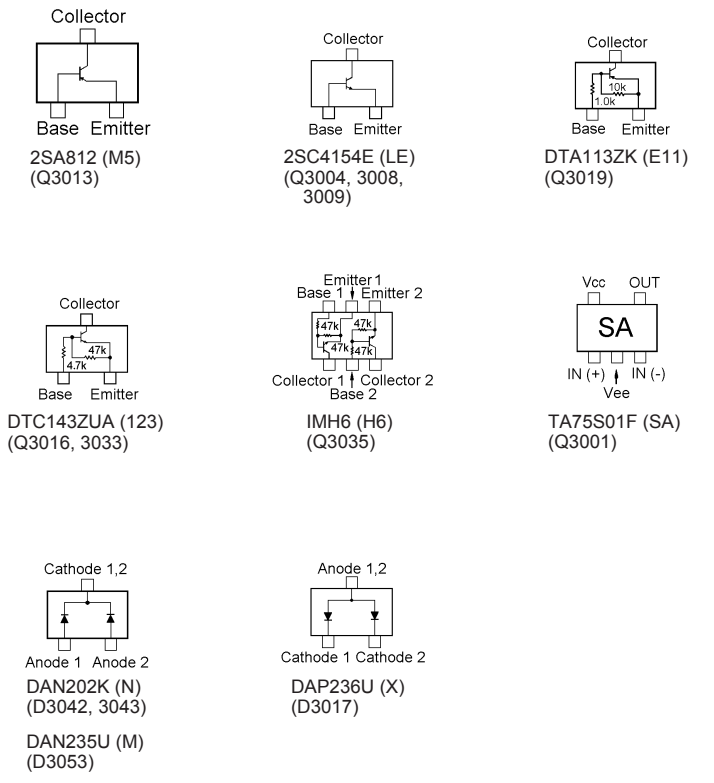 Collector
Base Emitter
2SA812 (M5)
(Q3013)
Collector
Base Emitter
2SC4154E (LE)
(Q3004, 3008,
3009)
Collector
10k
1.0k
Base Emitter
DTA113ZK (E11)
(Q3019)
Collector
47k
4.7k
Base Emitter
DTC143ZUA (123)
(Q3016, 3033)
Emitter1
Base 1 Emitter 2
47k 47k
47k 47k
Collector 1 Collector 2
Base 2
IMH6 (H6)
(Q3035)
Vcc OUT
SA
IN (+) IN (-)
Vee
TA75S01F (SA)
(Q3001)
Cathode 1,2
Anode 1 Anode 2
DAN202K (N)
(D3042, 3043)
DAN235U (M)
(D3053)
Anode 1,2
Cathode 1 Cathode 2
DAP236U (X)
(D3017)